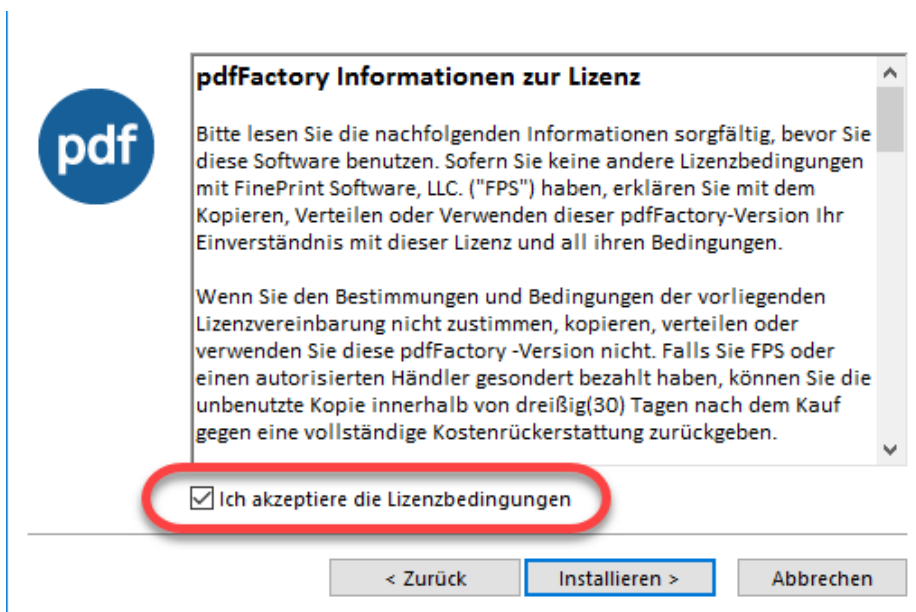 pdfFactory Informationen zur Lizenz
pdf
Bitte lesen Sie die nachfolgenden Informationen sorgfältig, bevor Sie
diese Software benutzen. Sofern Sie keine andere Lizenzbedingungen
mit FinePrint Software, LLC. ("FPS") haben, erklären Sie mit dem
Kopieren, Verteilen oder Verwenden dieser pdfFactory-Version Ihr
Einverständnis mit dieser Lizenz und all ihren Bedingungen.
Wenn Sie den Bestimmungen und Bedingungen der vorliegenden
Lizenzvereinbarung nicht zustimmen, kopieren, verteilen oder
verwenden Sie diese pdfFactory -Version nicht. Falls Sie FPS oder
einen autorisierten Händler gesondert bezahlt haben, können Sie die
unbenutzte Kopie innerhalb von dreißig(30) Tagen nach dem Kauf
gegen eine vollständige Kostenrückerstattung zurückgeben.
Ich akzeptiere die Lizenzbedingungen
< Zurück Installieren > Abbrechen